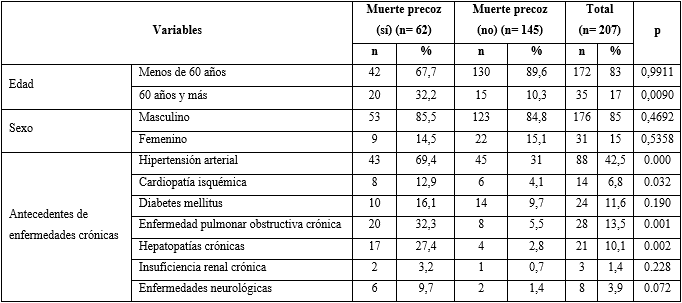 Variables Muerte precoz (sí) (n= 62) Muerte precoz (no) (n= 145) Total (n= 207) p
n % n % n %
Edad Menos de 60 años 42 67,7 130 89,6 172 83 0,9911
60 años y más 20 32,2 15 10,3 35 17 0,0090
Sexo Masculino 53 85,5 123 84,8 176 85 0,4692
Femenino 9 14,5 22 15,1 31 15 0,5358
Antecedentes de enfermedades crónicas Hipertensión arterial 43 69,4 45 31 88 42,5 0.000
Cardiopatía isquémica 8 12,9 6 4,1 14 6,8 0.032
Diabetes mellitus 10 16,1 14 9,7 24 11,6 0.190
Enfermedad pulmonar obstructiva crónica 20 32,3 8 5,5 28 13,5 0.001
Hepatopatías crónicas 17 27,4 4 2,8 21 10,1 0.002
Insuficiencia renal crónica 2 3,2 1 0,7 3 1,4 0.228
Enfermedades neurológicas 6 9,7 2 1,4 8 3,9 0.072